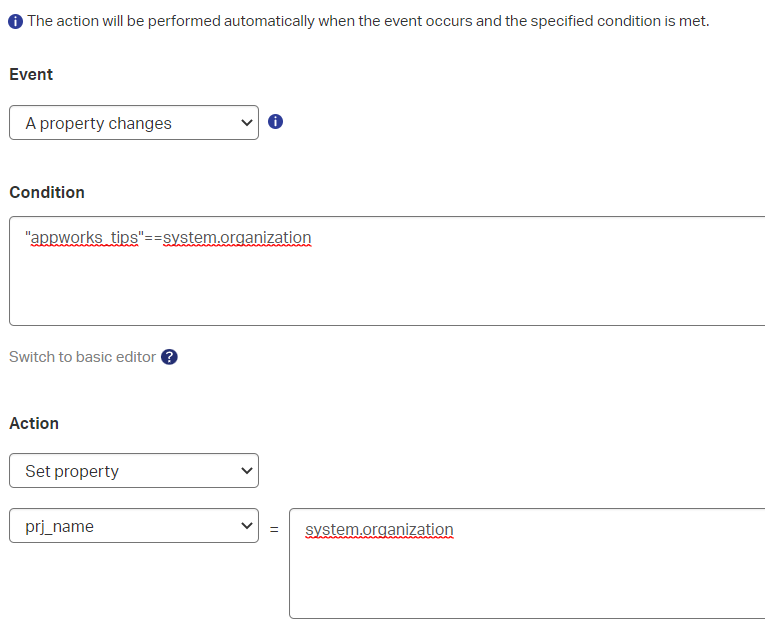 The action will be performed automatically when the event occurs and the specified condition is met.
Event
A property changes
Condition
"appworks_tips"==system.organization
Switch to basic editor
Action
Set property
prj_name = system.organization